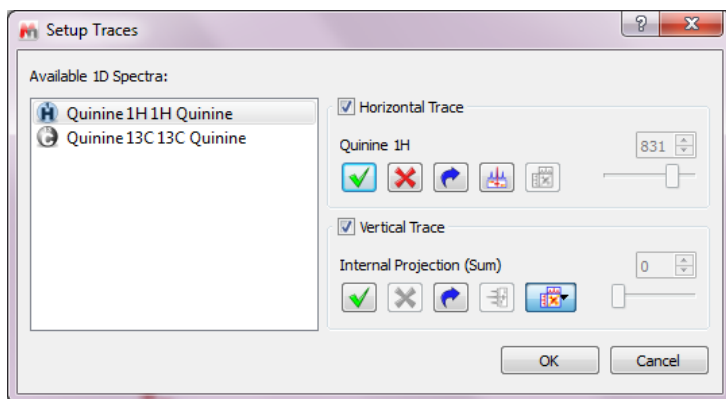 Setup Traces
Available 1D Spectra:
Quinine 1H 1H Quinine
Quinine 13C 13C Quinine
Horizontal Trace
Quinine 1H
831
Vertical Trace
Internal Projection (Sum)
0
OK
Cancel